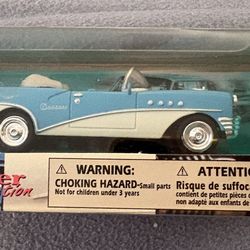 WARNING:
CHOKING HAZARD-Small parts
Not for children under 3 years
ATTENTIO
Risque de suffoca
contient de petites pièces
non adapté aux enfants de